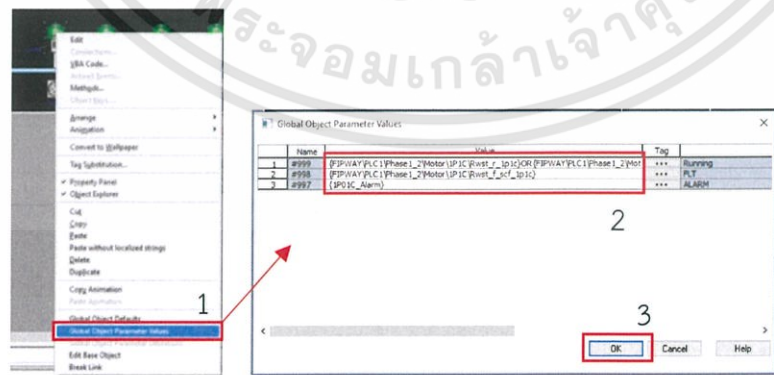 พระจอมเกล้าเจ้าคุ
Edit
VBA Code...
Methods...
Arrange
Animation
Convert to Wallpaper
Tag Substitution...
Property Panel
Object Explorer
Cut
Copy
Paste
Paste without localized strings
Delete
Duplicate
Copy Animation
Global Object Defaults
Global Object Parameter Values
Edit Base Object
Break Link
1
Global Object Parameter Values
Name Value Tag
1 #999 {FIPWAY\PLC1\Phase1_2\Motor\1P1C\Rwst_r_1p1c}OR{FIPWAY\PLC1\Phase1_2\Mot ••• Running
2 #998 {FIPWAY\PLC1\Phase1_2\Motor\1P1C\Rwst_f_scf_1p1c} ••• FLT
3 #997 {1P01C_Alarm} ••• ALARM
2
3
OK Cancel Help